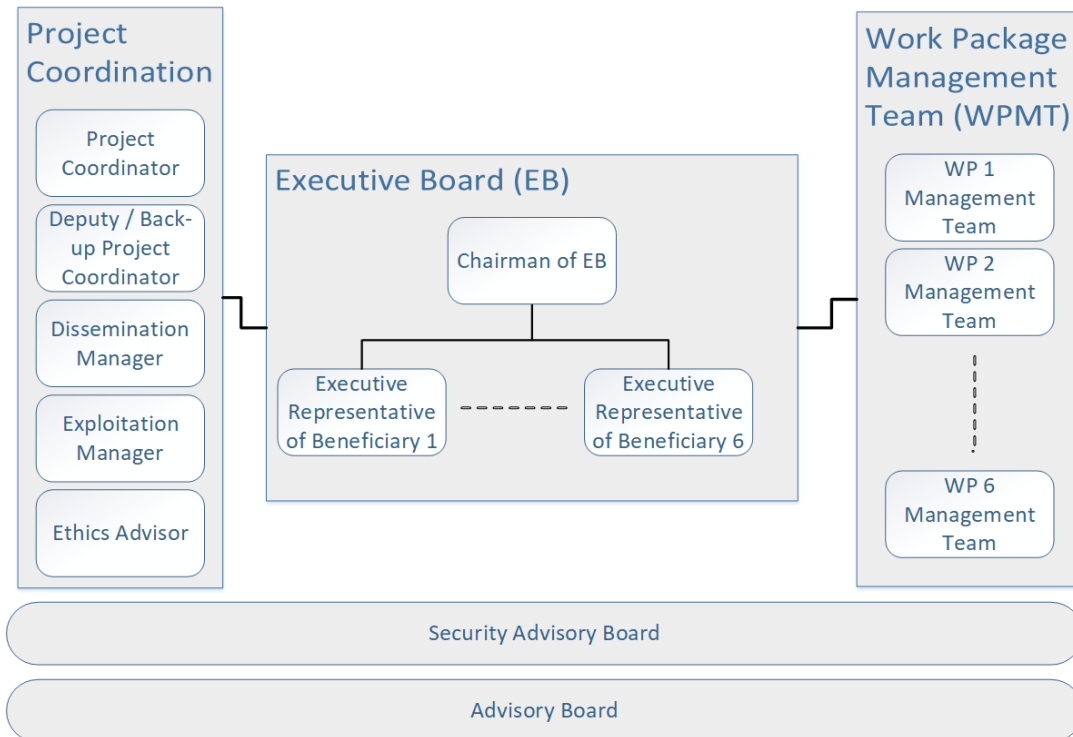 Project
Coordination
Project
Coordinator
Deputy / Back-
up Project
Coordinator
Dissemination
Manager
Exploitation
Manager
Ethics Advisor
Executive Board (EB)
Chairman of EB
Executive
Representative
of Beneficiary 1
Executive
Representative
of Beneficiary 6
Work Package
Management
Team (WPMT)
WP 1
Management
Team
WP 2
Management
Team
WP 6
Management
Team
Security Advisory Board
Advisory Board